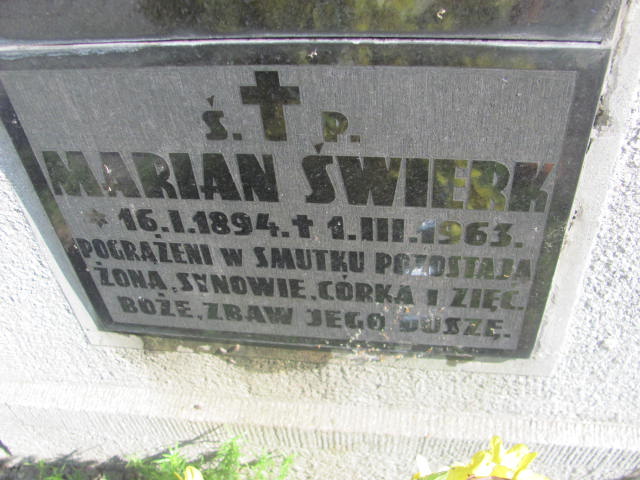 Ś. P.
MARIAN ŚWIERK
* 16.I.1894. † 1.III.1963.
POGRĄŻENI W SMUTKU POZOSTAJĄ
ŻONA, SYNOWIE, CÓRKA I ZIĘĆ.
BOŻE, ZBAW JEGO DUSZĘ.